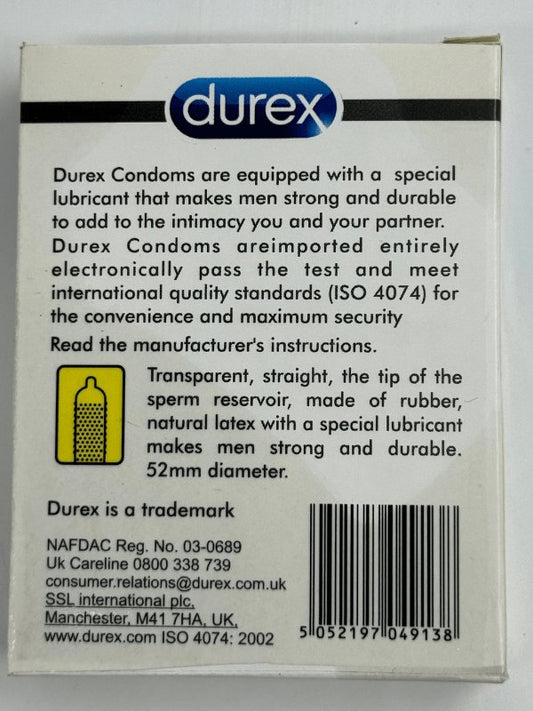 durex
Durex Condoms are equipped with a special
lubricant that makes men strong and durable
to add to the intimacy you and your partner.
Durex Condoms areimported entirely
electronically pass the test and meet
international quality standards (ISO 4074) for
the convenience and maximum security
Read the manufacturer's instructions.
Transparent, straight, the tip of the
sperm reservoir, made of rubber,
natural latex with a special lubricant
makes men strong and durable.
52mm diameter.
Durex is a trademark
NAFDAC Reg. No. 03-0689
Uk Careline 0800 338 739
consumer.relations@durex.com.uk
SSL international plc,
Manchester, M41 7HA, UK,
www.durex.com ISO 4074: 2002
5 052197 049138